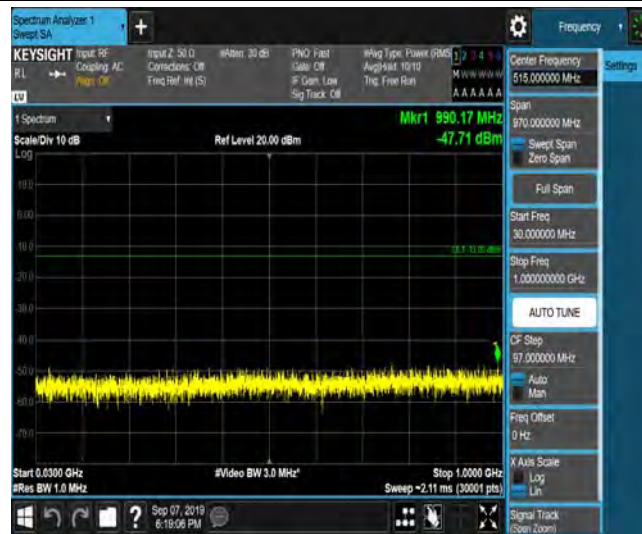 Spectrum Analyzer 1
Swept SA
+
Frequency
KEYSIGHT
Input: RF
Coupling: AC
Align: Off
Input Z: 50 Ω
Corrections: Off
Freq Ref: Int (S)
#Atten: 30 dB
PNO: Fast
Gate: Off
IF Gain: Low
Sig Track: Off
#Avg Type: Power (RMS
Avg|Hold: 10/10
Trig: Free Run
1 2 3 4 5 6
M W W W W W
A A A A A A
RL
LV
1 Spectrum
Scale/Div 10 dB
Ref Level 20.00 dBm
Mkr1 990.17 MHz
-47.71 dBm
Log
10.0
0.00
-10.0
-20.0
-30.0
-40.0
-50.0
-60.0
-70.0
Start 0.0300 GHz
#Res BW 1.0 MHz
#Video BW 3.0 MHz*
Stop 1.0000 GHz
Sweep ~2.11 ms (30001 pts)
Sep 07, 2019
6:19:06 PM
?
Center Frequency
515.000000 MHz
Settings
Span
970.000000 MHz
Swept Span
Zero Span
Full Span
Start Freq
30.000000 MHz
Stop Freq
1.000000000 GHz
AUTO TUNE
CF Step
97.000000 MHz
Auto
Man
Freq Offset
0 Hz
X Axis Scale
Log
Lin
Signal Track
(Span Zoom)